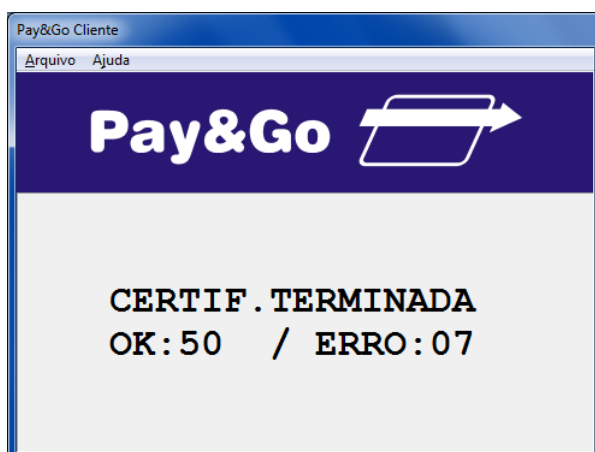 Pay&Go Cliente
Arquivo Ajuda
Pay&Go
CERTIF.TERMINADA
OK:50 / ERRO:07